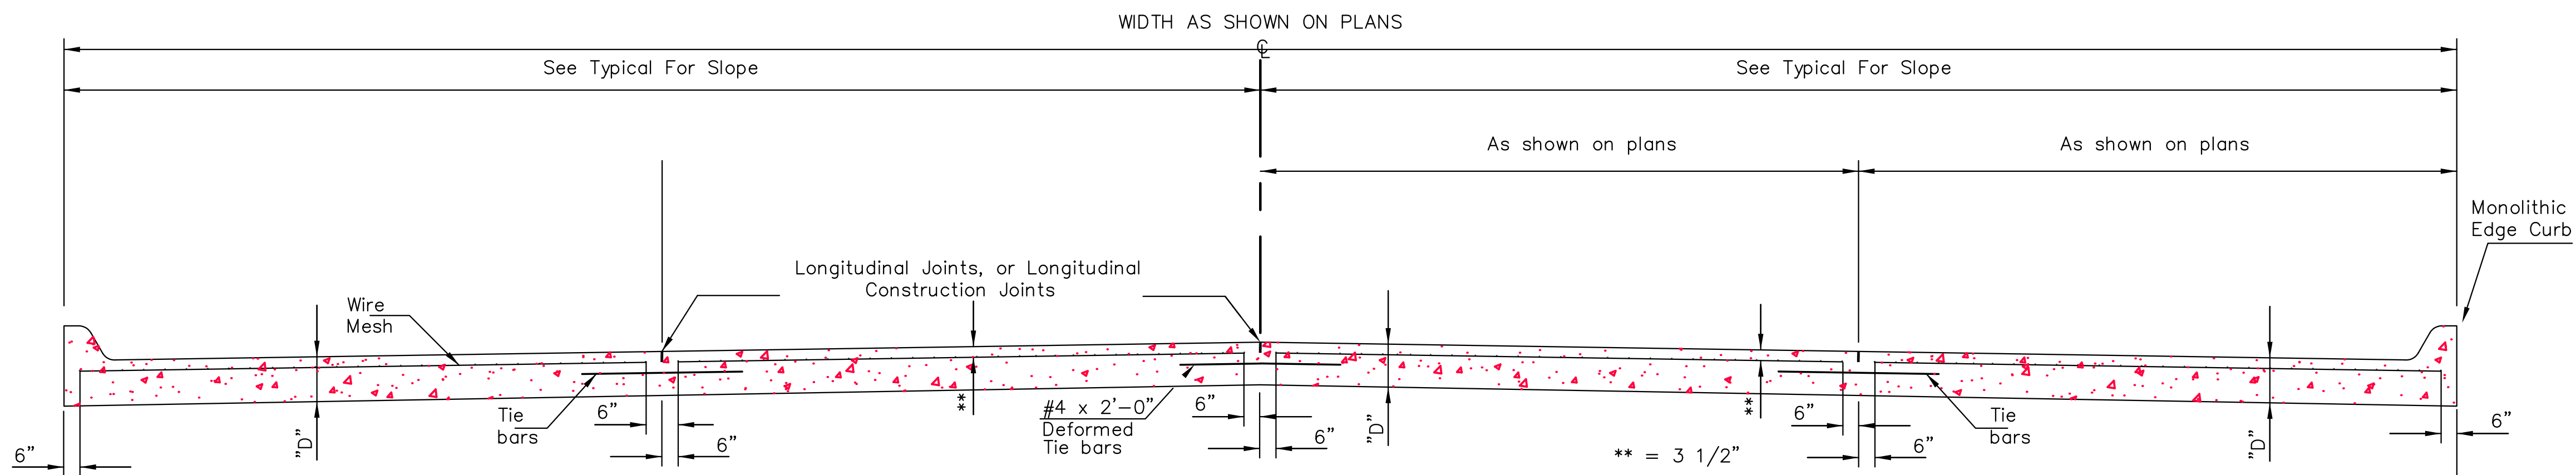 WIDTH AS SHOWN ON PLANS
℄
See Typical For Slope
See Typical For Slope
As shown on plans
As shown on plans
Monolithic
Edge Curb
Longitudinal Joints, or Longitudinal
Construction Joints
Wire
Mesh
Tie
bars
6"
6"
"D"
6"
**
#4 x 2'-0"
Deformed
Tie bars
6"
6"
"D"
** = 3 1/2"
**
6"
6"
Tie
bars
"D"
6"